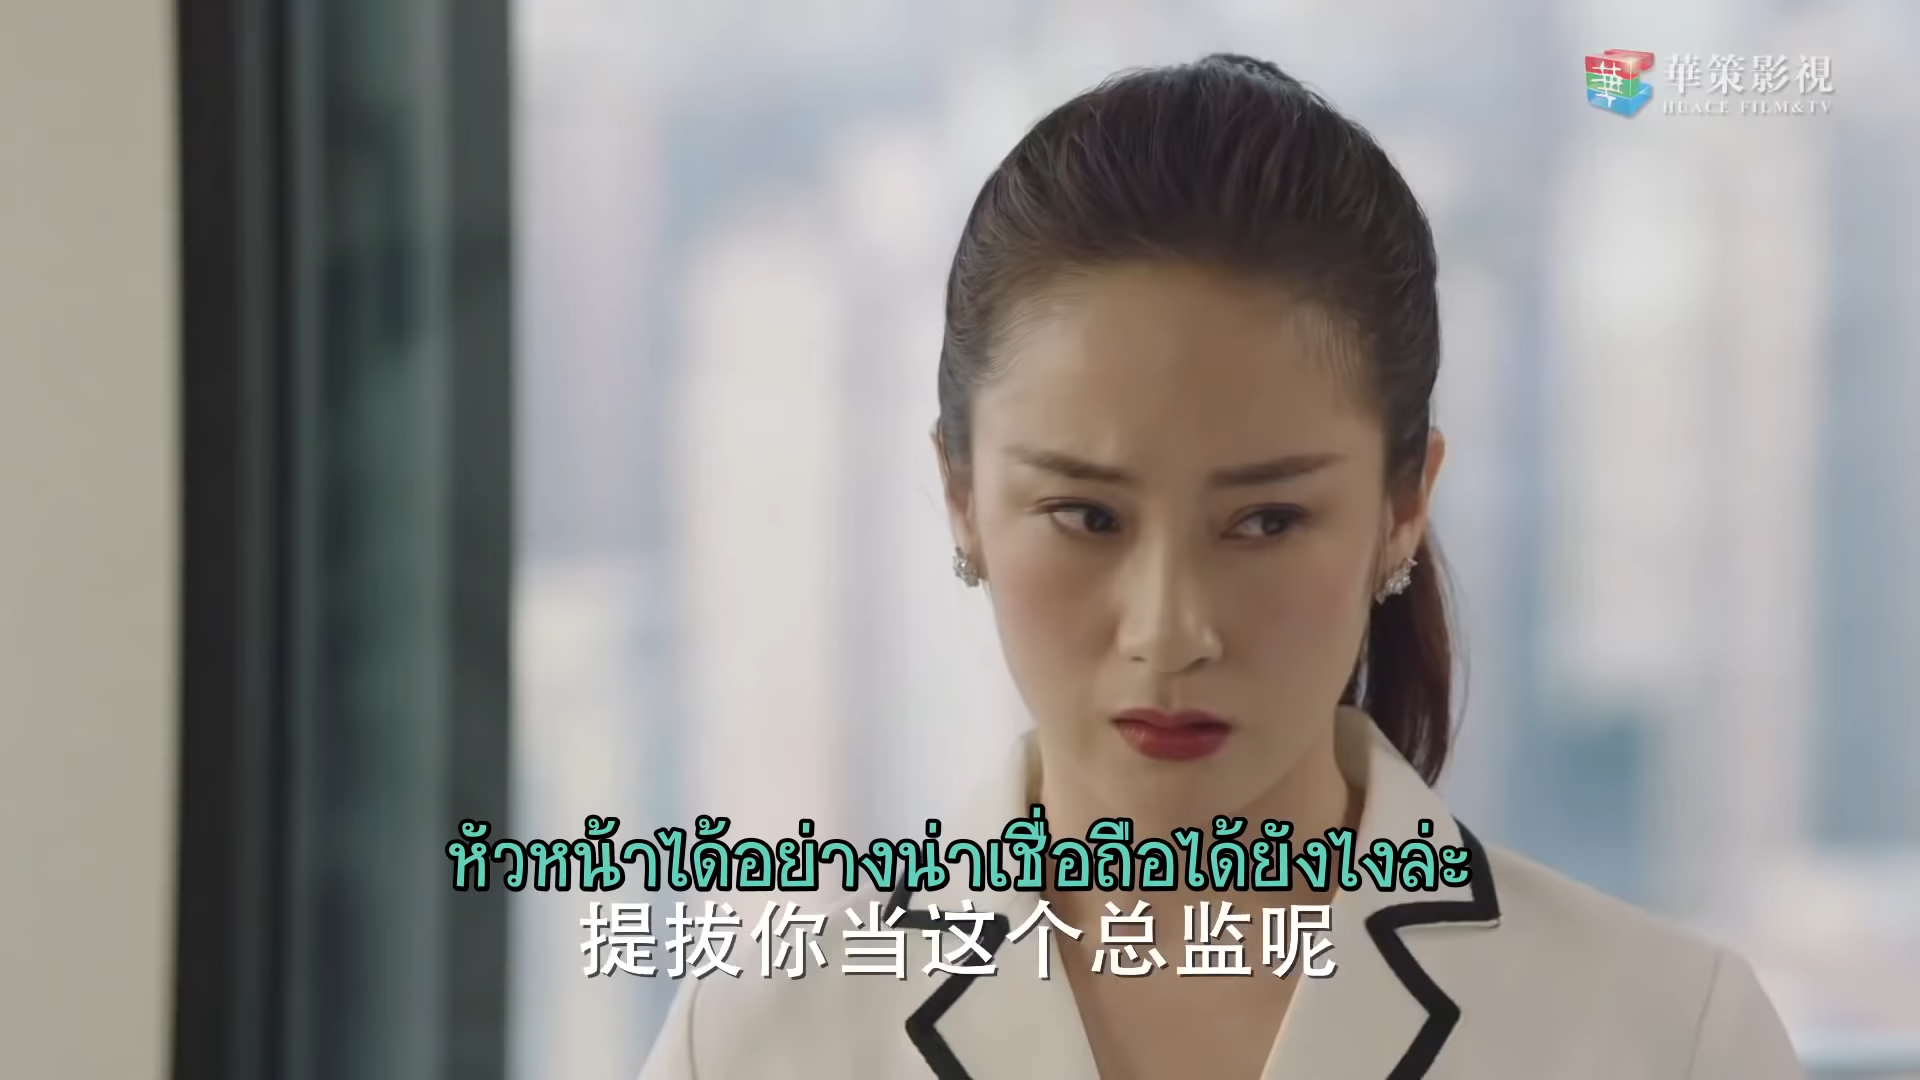 華策影視
HUACE FILM&TV
หัวหน้าได้อย่างน่าเชื่อถือได้ยังไงล่ะ
提拔你当这个总监呢